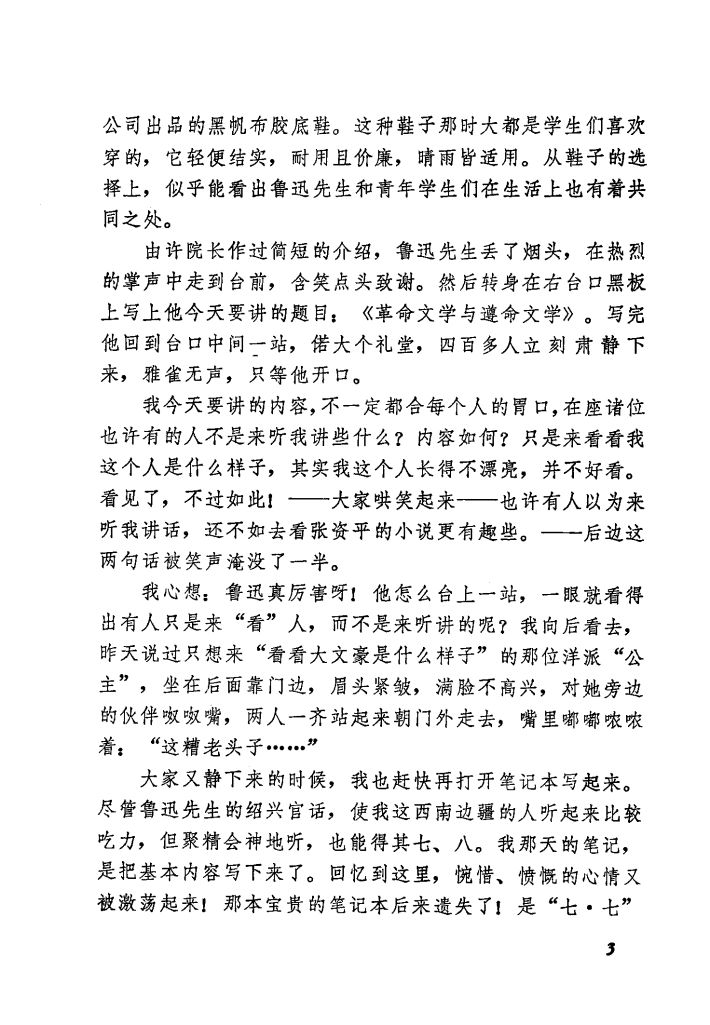 公司出品的黑帆布胶底鞋。这种鞋子那时大都是学生们喜欢
穿的，它轻便结实，耐用且价廉，晴雨皆适用。从鞋子的选
择上，似乎能看出鲁迅先生和青年学生们在生活上也有着共
同之处。
由许院长作过简短的介绍，鲁迅先生丢了烟头，在热烈
的掌声中走到台前，含笑点头致谢。然后转身在右台口黑板
上写上他今天要讲的题目：《革命文学与遵命文学》。写完
他回到台口中间一站，偌大个礼堂，四百多人立刻肃静下
来，雅雀无声，只等他开口。
我今天要讲的内容，不一定都合每个人的胃口，在座诸位
也许有的人不是来听我讲些什么？内容如何？只是来看看我
这个人是什么样子，其实我这个人长得不漂亮，并不好看。
看见了，不过如此！——大家哄笑起来——也许有人以为来
听我讲话，还不如去看张资平的小说更有趣些。——后边这
两句话被笑声淹没了一半。
我心想：鲁迅真厉害呀！他怎么台上一站，一眼就看得
出有人只是来“看”人，而不是来听讲的呢？我向后看去，
昨天说过只想来“看看大文豪是什么样子”的那位洋派“公
主”，坐在后面靠门边，眉头紧皱，满脸不高兴，对她旁边
的伙伴呶呶嘴，两人一齐站起来朝门外走去，嘴里嘟嘟哝哝
着：“这糟老头子……”
大家又静下来的时候，我也赶快再打开笔记本写起来。
尽管鲁迅先生的绍兴官话，使我这西南边疆的人听起来比较
吃力，但聚精会神地听，也能得其七、八。我那天的笔记，
是把基本内容写下来了。回忆到这里，惋惜、愤慨的心情又
被激荡起来！那本宝贵的笔记本后来遗失了！是“七·七”
3